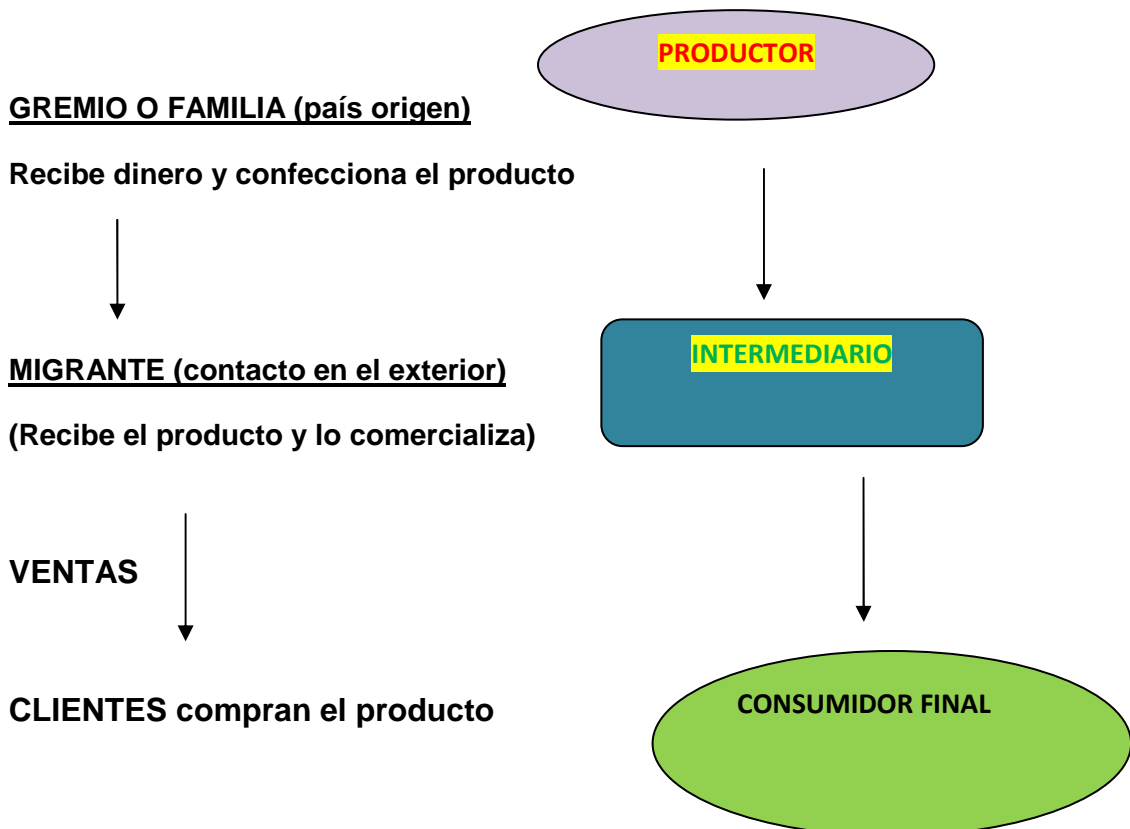 PRODUCTOR
GREMIO O FAMILIA (país origen)
Recibe dinero y confecciona el producto
MIGRANTE (contacto en el exterior)
INTERMEDIARIO
(Recibe el producto y lo comercializa)
VENTAS
CLIENTES compran el producto
CONSUMIDOR FINAL